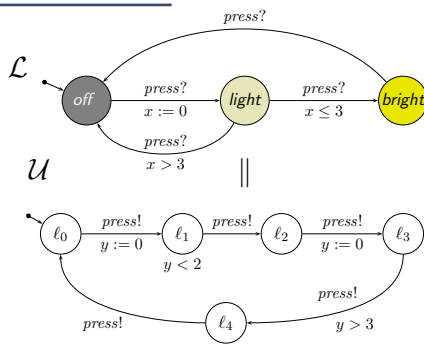 press?
ℒ
off
press?
x := 0
light
press?
x ≤ 3
bright
press?
x > 3
𝒰
||
ℓ₀
press!
y := 0
ℓ₁
y < 2
press!
ℓ₂
press!
y := 0
ℓ₃
press!
ℓ₄
press!
y > 3